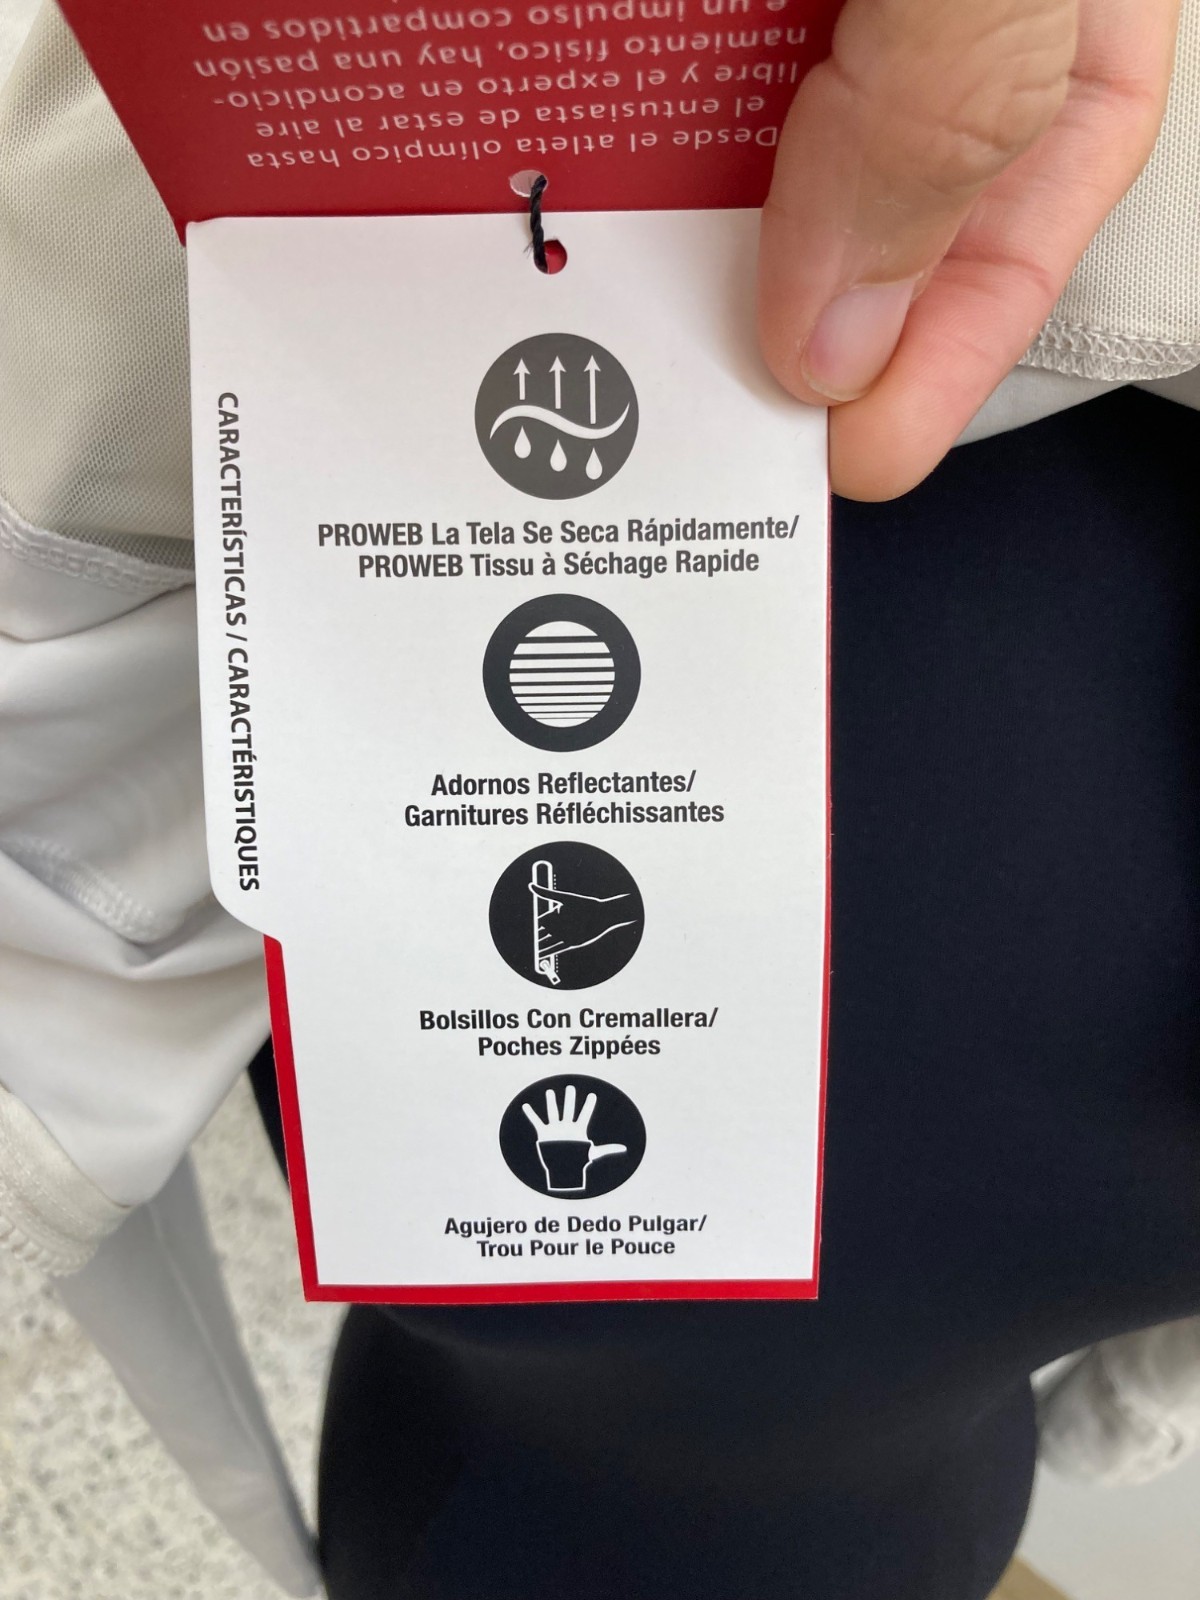 Desde el atleta olímpico hasta
el entusiasta de estar al aire
libre y el experto en acondicio-
namiento físico, hay una pasión
e un impulso compartidos en
CARACTERÍSTICAS / CARACTÉRISTIQUES
PROWEB La Tela Se Seca Rápidamente/
PROWEB Tissu à Séchage Rapide
Adornos Reflectantes/
Garnitures Réfléchissantes
Bolsillos Con Cremallera/
Poches Zippées
Agujero de Dedo Pulgar/
Trou Pour le Pouce